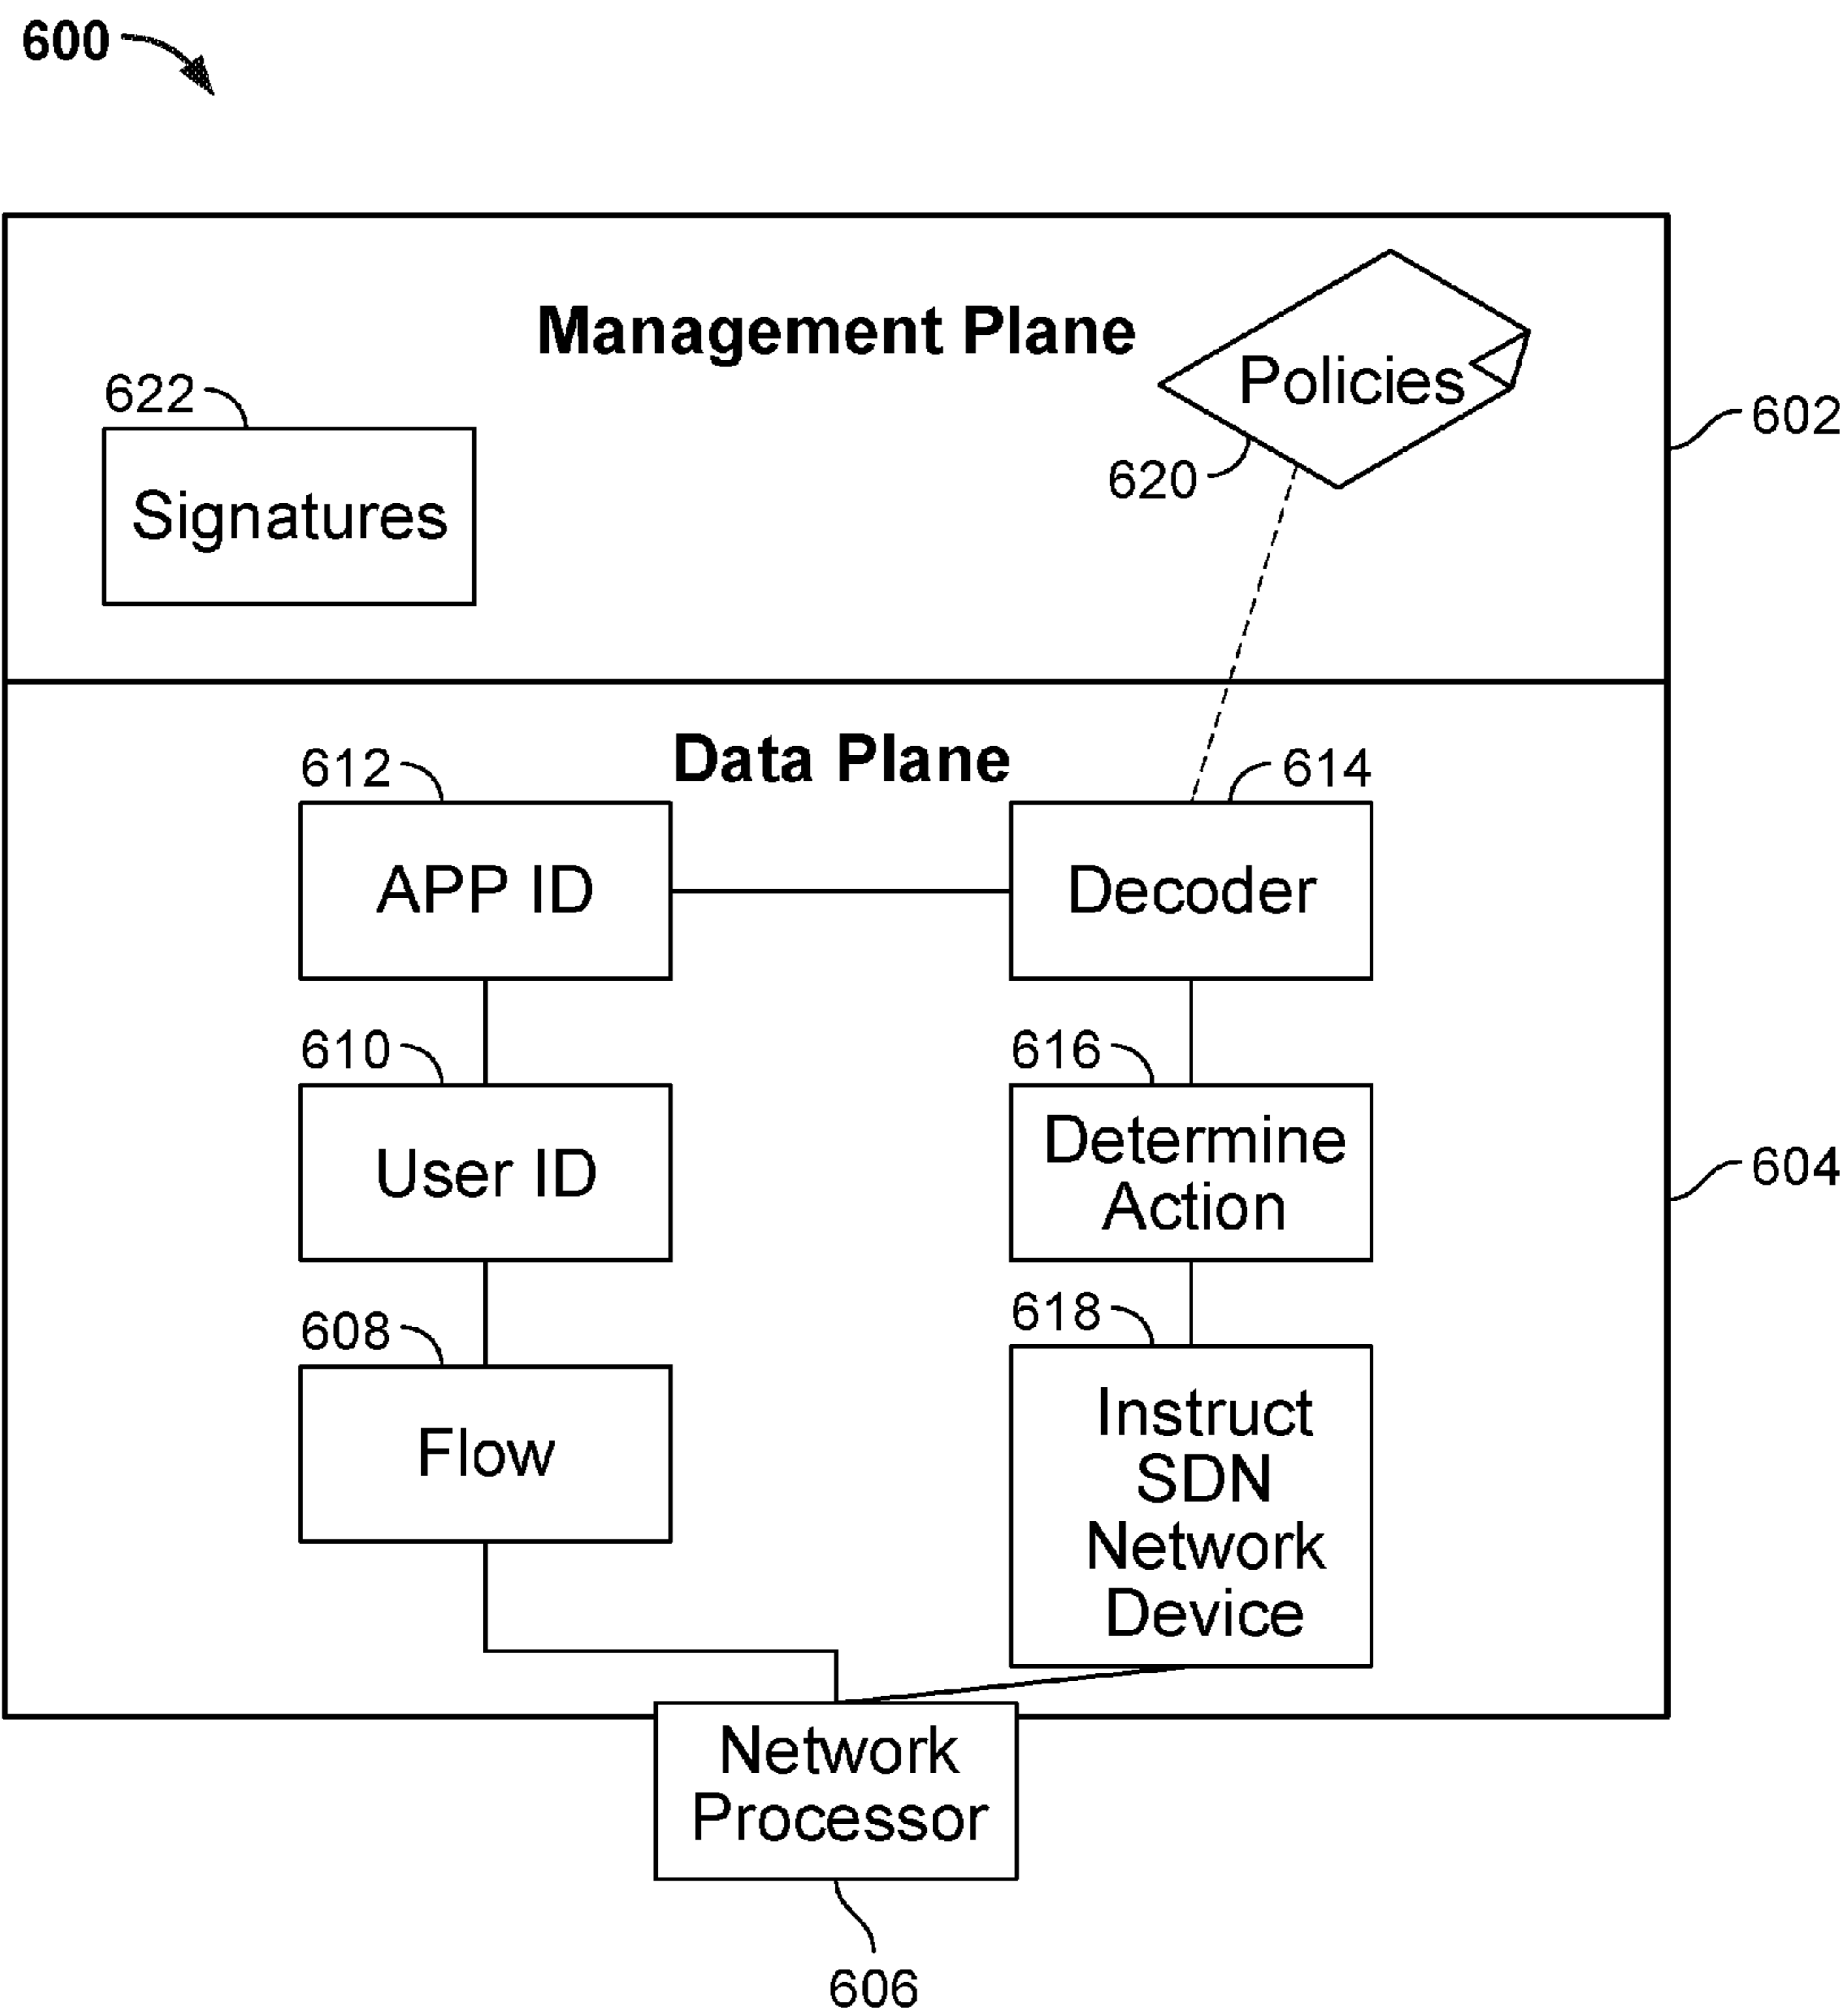 600
Management Plane
Policies
622
602
620
Signatures
Data Plane
612
614
APP ID
Decoder
610
616
User ID
Determine
Action
604
608
618
Flow
Instruct
SDN
Network
Device
Network
Processor
606